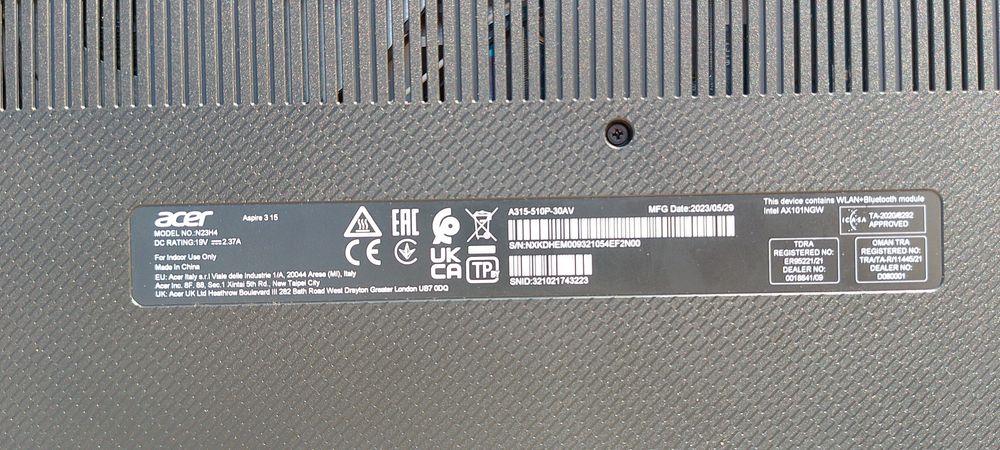 acer
Aspire 3 15
MODEL NO.:N23H4
DC RATING:19V ⎓ 2.37A
For Indoor Use Only
Made In China
EU: Acer Italy s.r.l Viale delle Industrie 1/A, 20044 Arese (MI), Italy
Acer Inc. 8F, 88, Sec.1 Xintai 5th Rd., New Taipei City
UK: Acer UK Ltd Heathrow Boulevard III 282 Bath Road West Drayton Greater London UB7 0DQ
EAC
CE
UK
CA
TP
A315-510P-30AV
MFG Date:2023/05/29
S/N:NXKDHEM009321054EF2N00
SNID:321021743223
This device contains WLAN+Bluetooth module
Intel AX101NGW
ICASA
TA-2020/6292
APPROVED
TDRA
REGISTERED NO:
ER95221/21
DEALER NO:
0018641/09
OMAN TRA
REGISTERED NO:
TRA/TA-R/11445/21
DEALER NO:
D080001